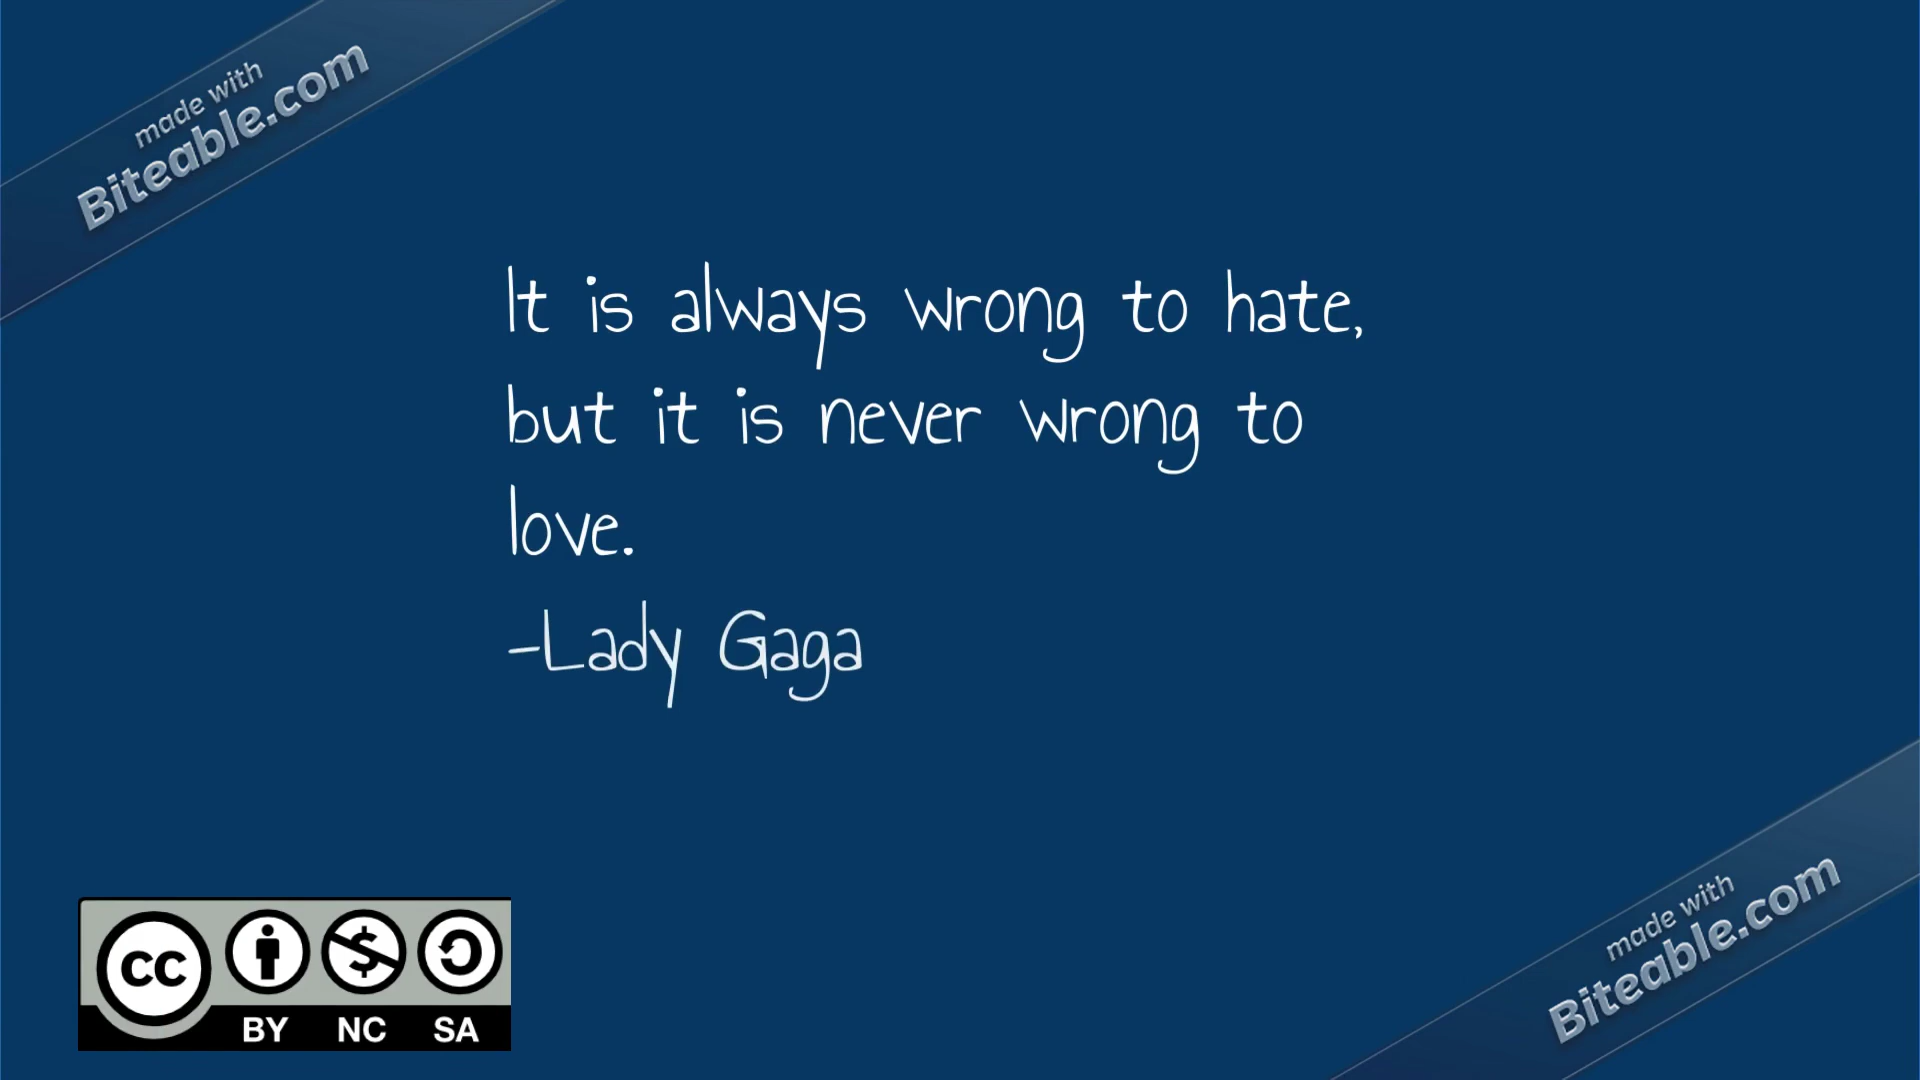 made with
Biteable.com
It is always wrong to hate,
but it is never wrong to
love.
-Lady Gaga
cc
BY NC SA
made with
Biteable.com